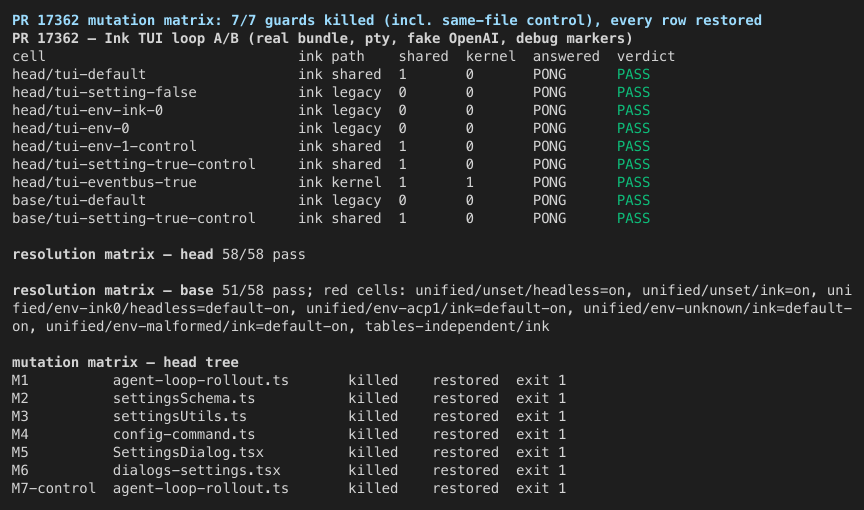 PR 17362 mutation matrix: 7/7 guards killed (incl. same-file control), every row restored
PR 17362 — Ink TUI loop A/B (real bundle, pty, fake OpenAI, debug markers)
cell ink path shared kernel answered verdict
head/tui-default ink shared 1 0 PONG PASS
head/tui-setting-false ink legacy 0 0 PONG PASS
head/tui-env-ink-0 ink legacy 0 0 PONG PASS
head/tui-env-0 ink legacy 0 0 PONG PASS
head/tui-env-1-control ink shared 1 0 PONG PASS
head/tui-setting-true-control ink shared 1 0 PONG PASS
head/tui-eventbus-true ink kernel 1 1 PONG PASS
base/tui-default ink legacy 0 0 PONG PASS
base/tui-setting-true-control ink shared 1 0 PONG PASS
resolution matrix — head 58/58 pass
resolution matrix — base 51/58 pass; red cells: unified/unset/headless=on, unified/unset/ink=on, uni
fied/env-ink0/headless=default-on, unified/env-acp1/ink=default-on, unified/env-unknown/ink=default-
on, unified/env-malformed/ink=default-on, tables-independent/ink
mutation matrix — head tree
M1 agent-loop-rollout.ts killed restored exit 1
M2 settingsSchema.ts killed restored exit 1
M3 settingsUtils.ts killed restored exit 1
M4 config-command.ts killed restored exit 1
M5 SettingsDialog.tsx killed restored exit 1
M6 dialogs-settings.tsx killed restored exit 1
M7-control agent-loop-rollout.ts killed restored exit 1